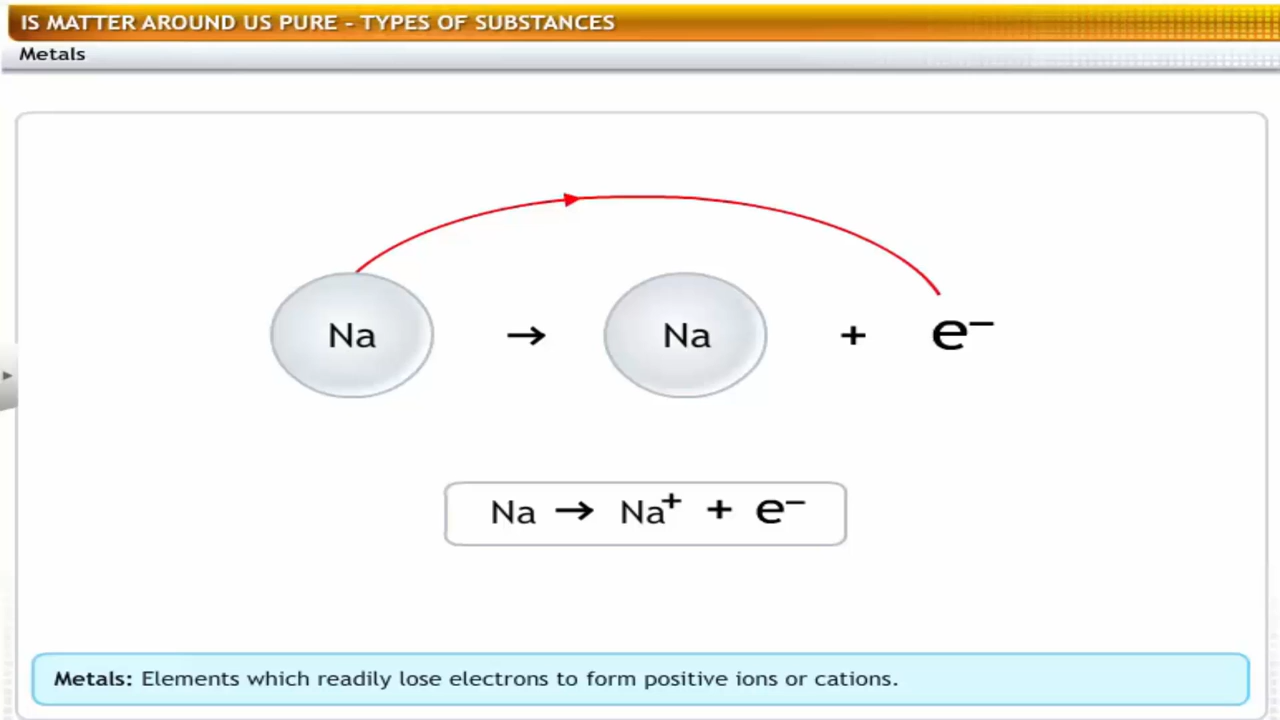 IS MATTER AROUND US PURE - TYPES OF SUBSTANCES
Metals
Na → Na + e⁻
Na → Na⁺ + e⁻
Metals: Elements which readily lose electrons to form positive ions or cations.